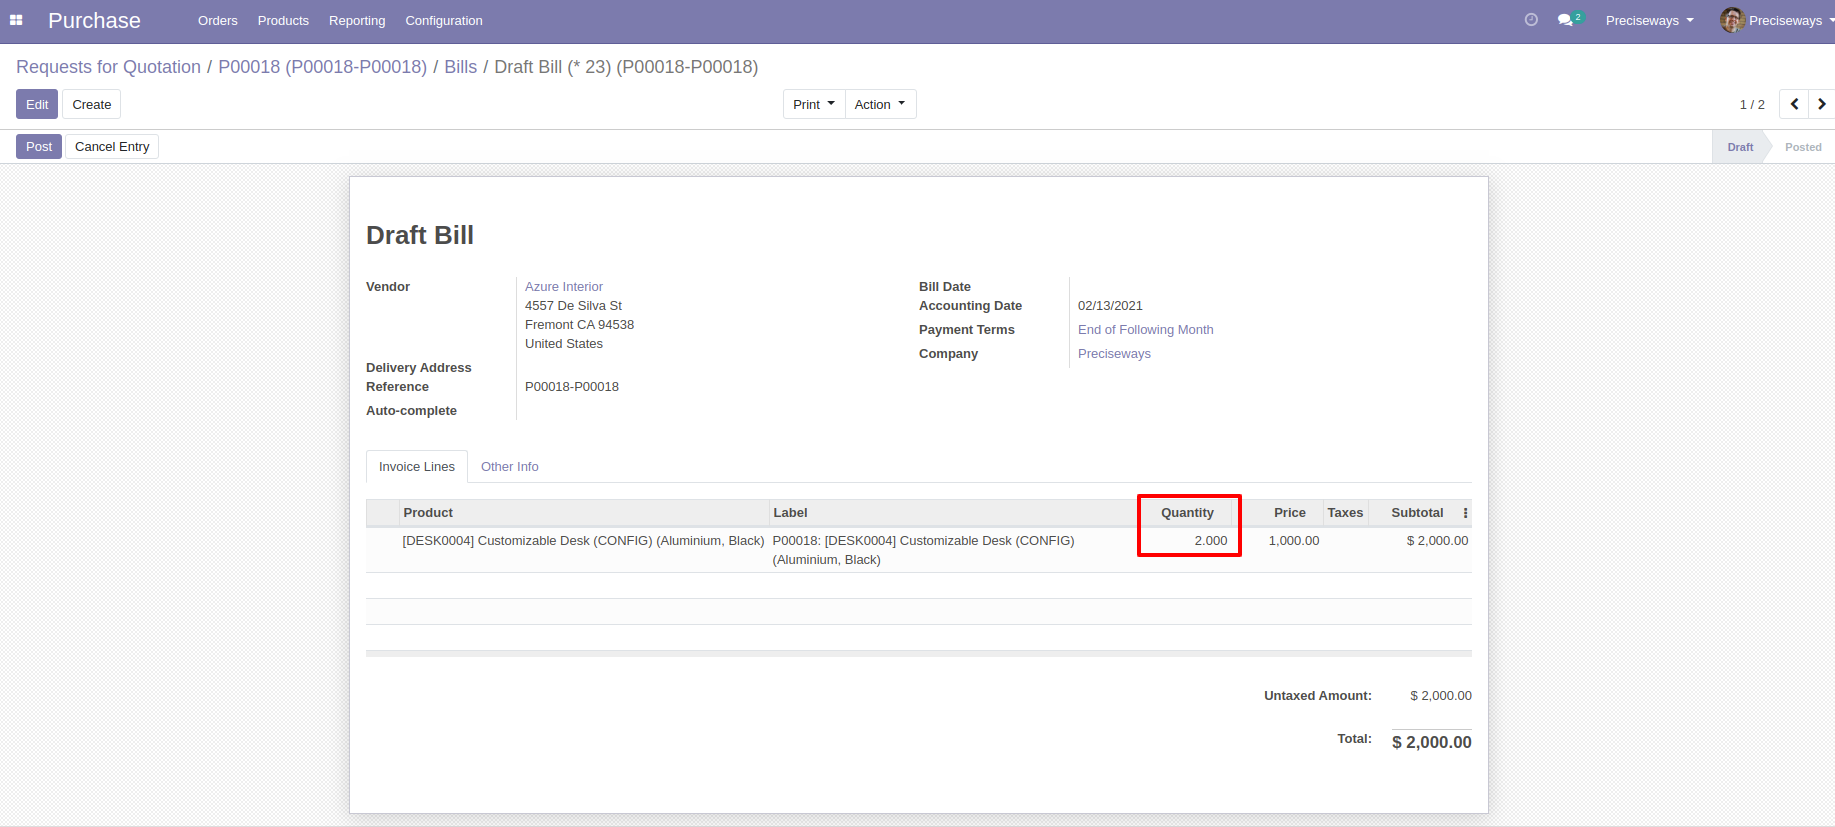 Purchase Orders Products Reporting Configuration 2 Preciseways Preciseways
Requests for Quotation / P00018 (P00018-P00018) / Bills / Draft Bill (* 23) (P00018-P00018)
Edit Create Print Action 1 / 2
Post Cancel Entry Draft Posted
Draft Bill
Vendor Azure Interior Bill Date
4557 De Silva St Accounting Date 02/13/2021
Fremont CA 94538 Payment Terms End of Following Month
United States Company Preciseways
Delivery Address
Reference P00018-P00018
Auto-complete
Invoice Lines Other Info
Product Label Quantity Price Taxes Subtotal
[DESK0004] Customizable Desk (CONFIG) (Aluminium, Black) P00018: [DESK0004] Customizable Desk (CONFIG) 2.000 1,000.00 $ 2,000.00
(Aluminium, Black)
Untaxed Amount: $ 2,000.00
Total: $ 2,000.00